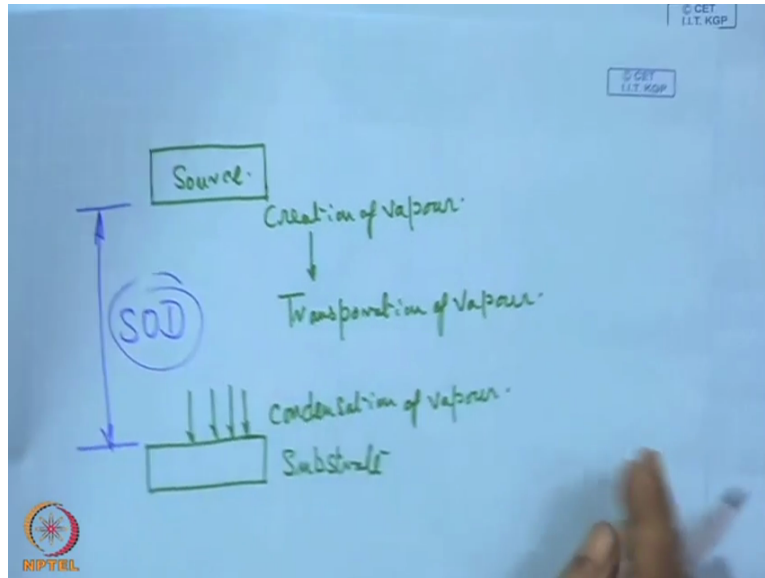 © CET
I.I.T. KGP
© CET
I.I.T. KGP
Source.
Creation of vapour.
Transporation of vapour.
SOD
Condensation of vapour.
Substrate
NPTEL